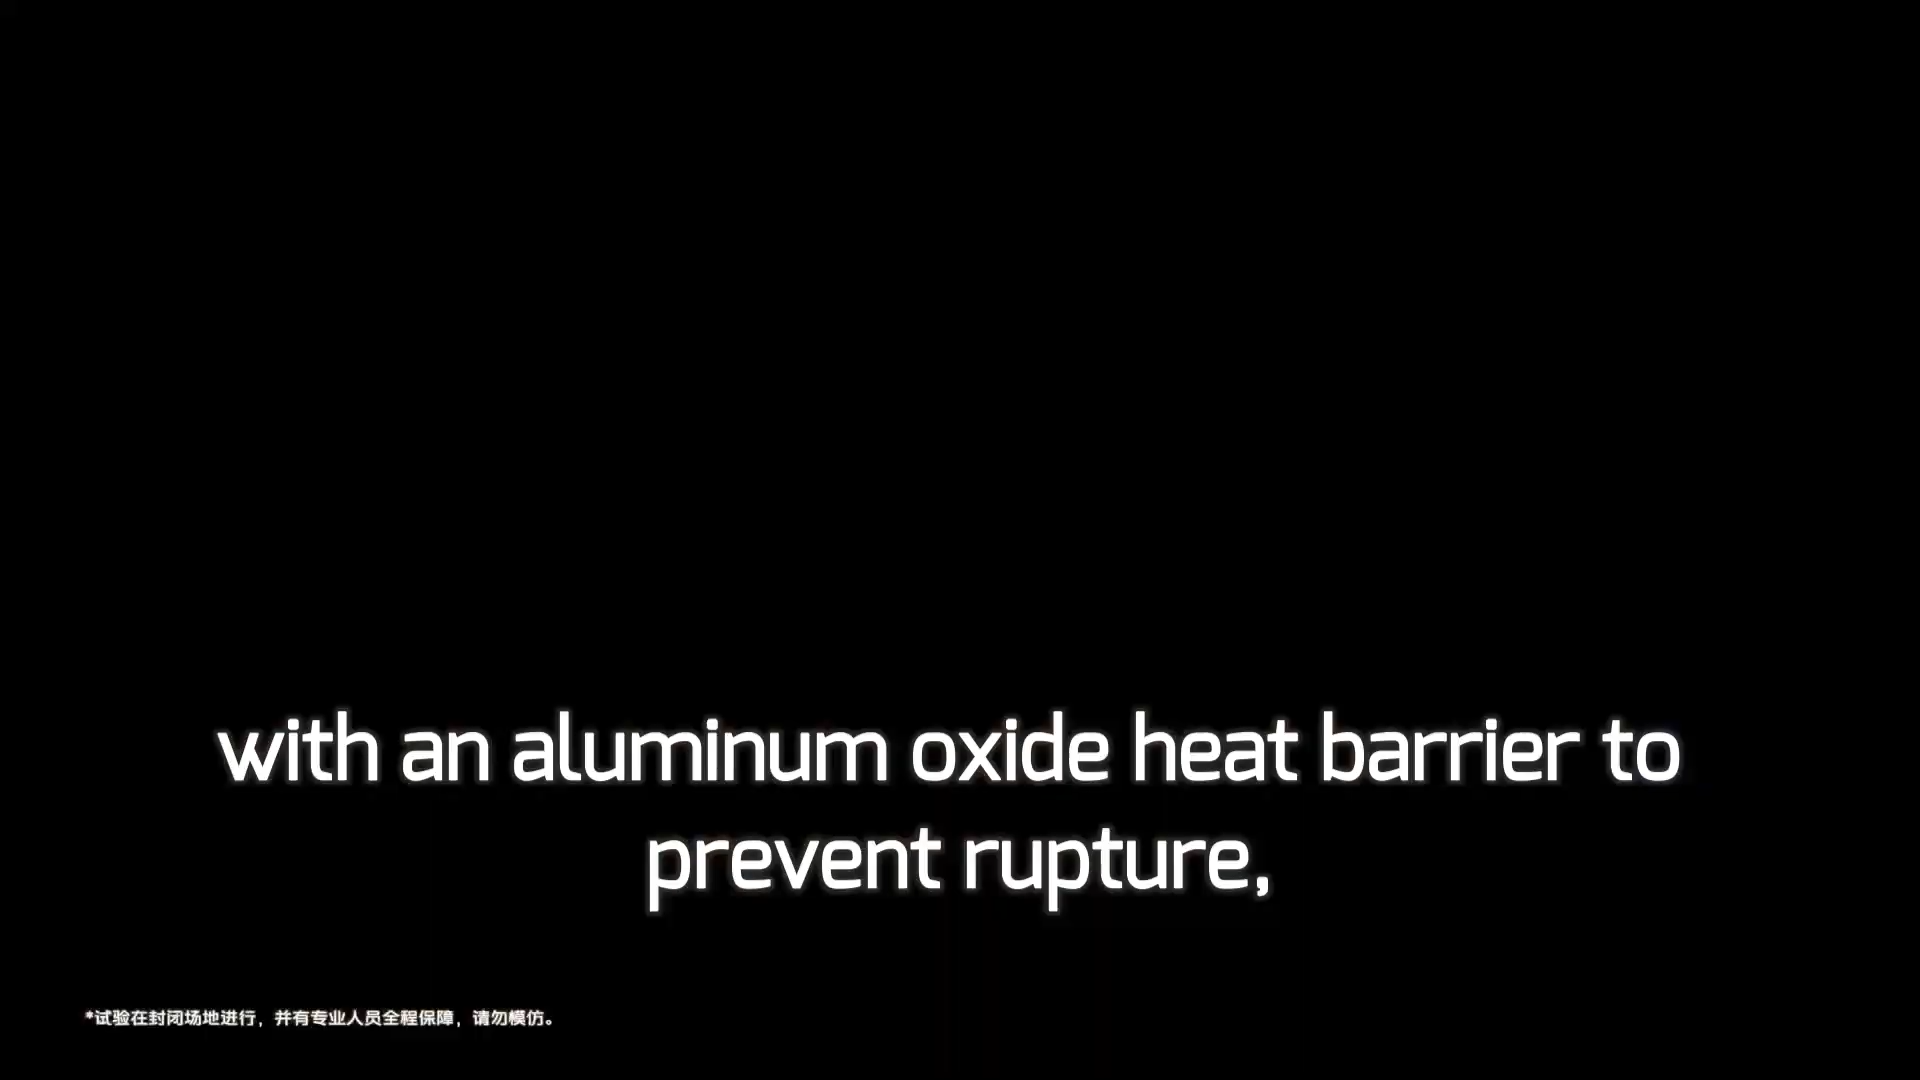 with an aluminum oxide heat barrier to
prevent rupture,
*试验在封闭场地进行，并有专业人员全程保障，请勿模仿。